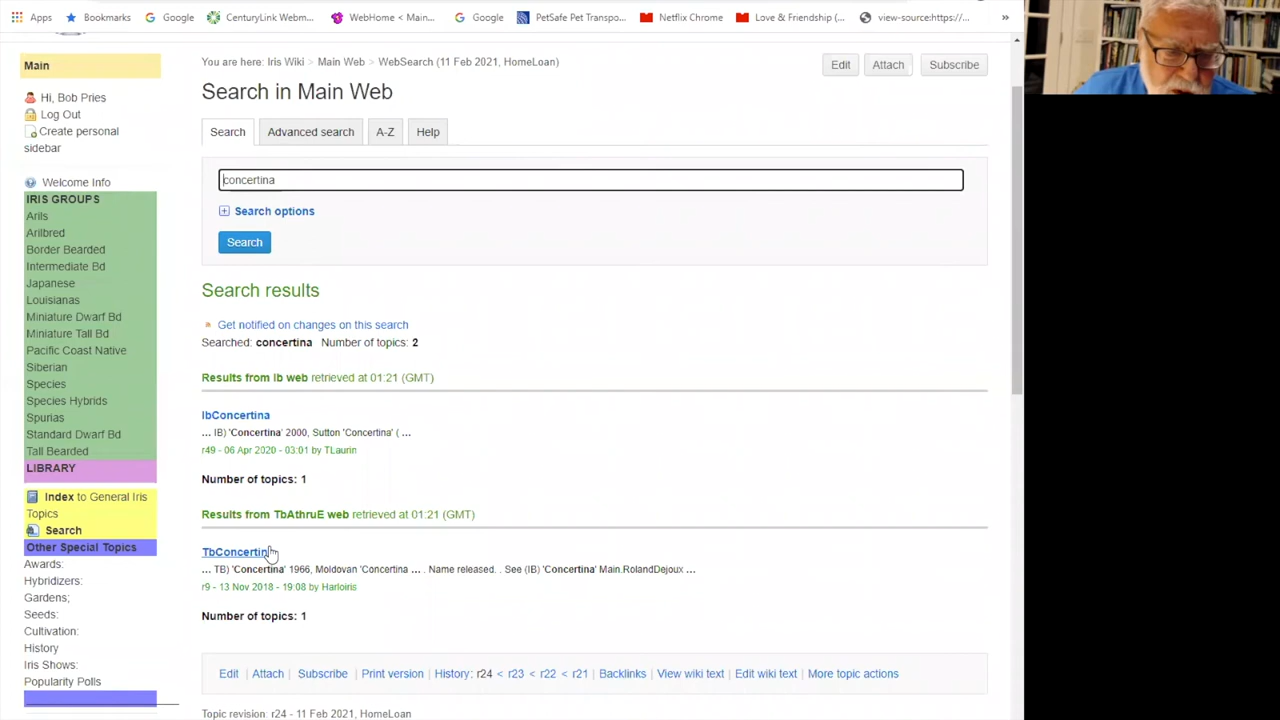 Apps Bookmarks Google CenturyLink Webm... WebHome < Main... Google PetSafe Pet Transpo... Netflix Chrome Love & Friendship (... view-source:https://... »
Main
Hi, Bob Pries
Log Out
Create personal
sidebar
Welcome Info
IRIS GROUPS
Arils
Arilbred
Border Bearded
Intermediate Bd
Japanese
Louisianas
Miniature Dwarf Bd
Miniature Tall Bd
Pacific Coast Native
Siberian
Species
Species Hybrids
Spurias
Standard Dwarf Bd
Tall Bearded
LIBRARY
Index to General Iris
Topics
Search
Other Special Topics
Awards:
Hybridizers:
Gardens;
Seeds:
Cultivation:
History
Iris Shows:
Popularity Polls
You are here: Iris Wiki > Main Web > WebSearch (11 Feb 2021, HomeLoan)
Edit Attach Subscribe
Search in Main Web
Search Advanced search A-Z Help
concertina
Search options
Search
Search results
Get notified on changes on this search
Searched: concertina Number of topics: 2
Results from Ib web retrieved at 01:21 (GMT)
IbConcertina
... IB) 'Concertina' 2000, Sutton 'Concertina' ( ...
r49 - 06 Apr 2020 - 03:01 by TLaurin
Number of topics: 1
Results from TbAthruE web retrieved at 01:21 (GMT)
TbConcertina
... TB) 'Concertina' 1966, Moldovan 'Concertina ... . Name released. . See (IB) 'Concertina' Main.RolandDejoux ...
r9 - 13 Nov 2018 - 19:08 by Harloiris
Number of topics: 1
Edit | Attach | Subscribe | Print version | History: r24 < r23 < r22 < r21 | Backlinks | View wiki text | Edit wiki text | More topic actions
Topic revision: r24 - 11 Feb 2021, HomeLoan